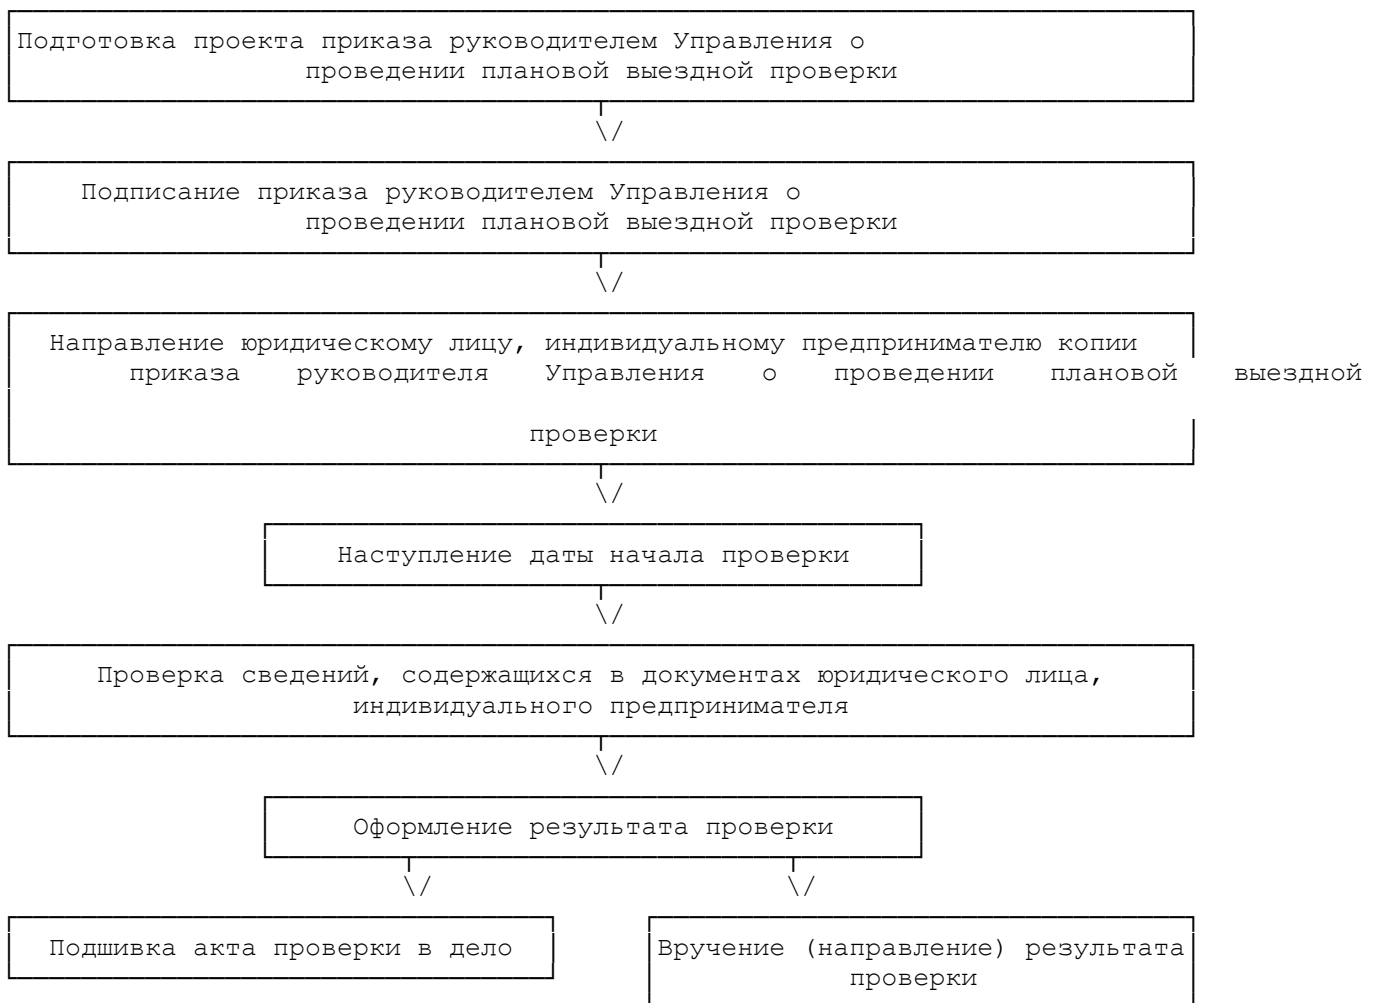 Подготовка проекта приказа руководителем Управления о
проведении плановой выездной проверки
\/
Подписание приказа руководителем Управления о
проведении плановой выездной проверки
\/
Направление юридическому лицу, индивидуальному предпринимателю копии
приказа руководителя Управления о проведении плановой выездной
проверки
\/
Наступление даты начала проверки
\/
Проверка сведений, содержащихся в документах юридического лица,
индивидуального предпринимателя
\/
Оформление результата проверки
\/ \/
Подшивка акта проверки в дело
Вручение (направление) результата
проверки